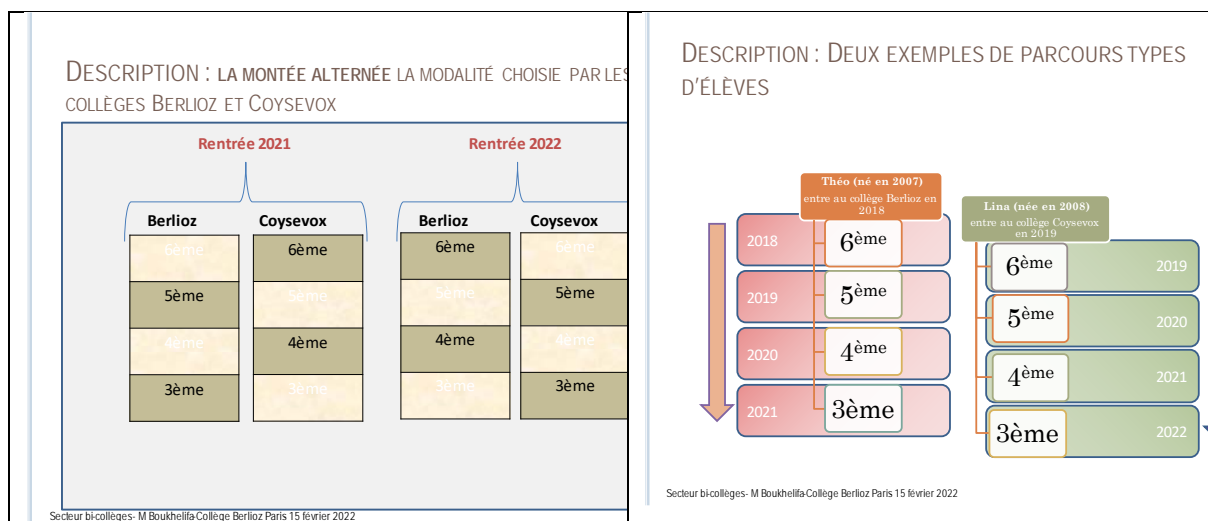 DESCRIPTION : LA MONTÉE ALTERNÉE LA MODALITÉ CHOISIE PAR LES
COLLÈGES BERLIOZ ET COYSEVOX
Rentrée 2021
Rentrée 2022
Berlioz
Coysevox
Berlioz
Coysevox
6ème
6ème
6ème
6ème
5ème
5ème
5ème
5ème
4ème
4ème
4ème
4ème
3ème
3ème
3ème
3ème
Secteur bi-collèges- M Boukhelifa-Collège Berlioz Paris 15 février 2022
DESCRIPTION : DEUX EXEMPLES DE PARCOURS TYPES
D'ÉLÈVES
Théo (né en 2007)
entre au collège Berlioz en
2018
2018
6ème
2019
5ème
2020
4ème
2021
3ème
Lina (née en 2008)
entre au collège Coysevox
en 2019
6ème
2019
5ème
2020
4ème
2021
3ème
2022
Secteur bi-collèges- M Boukhelifa-Collège Berlioz Paris 15 février 2022